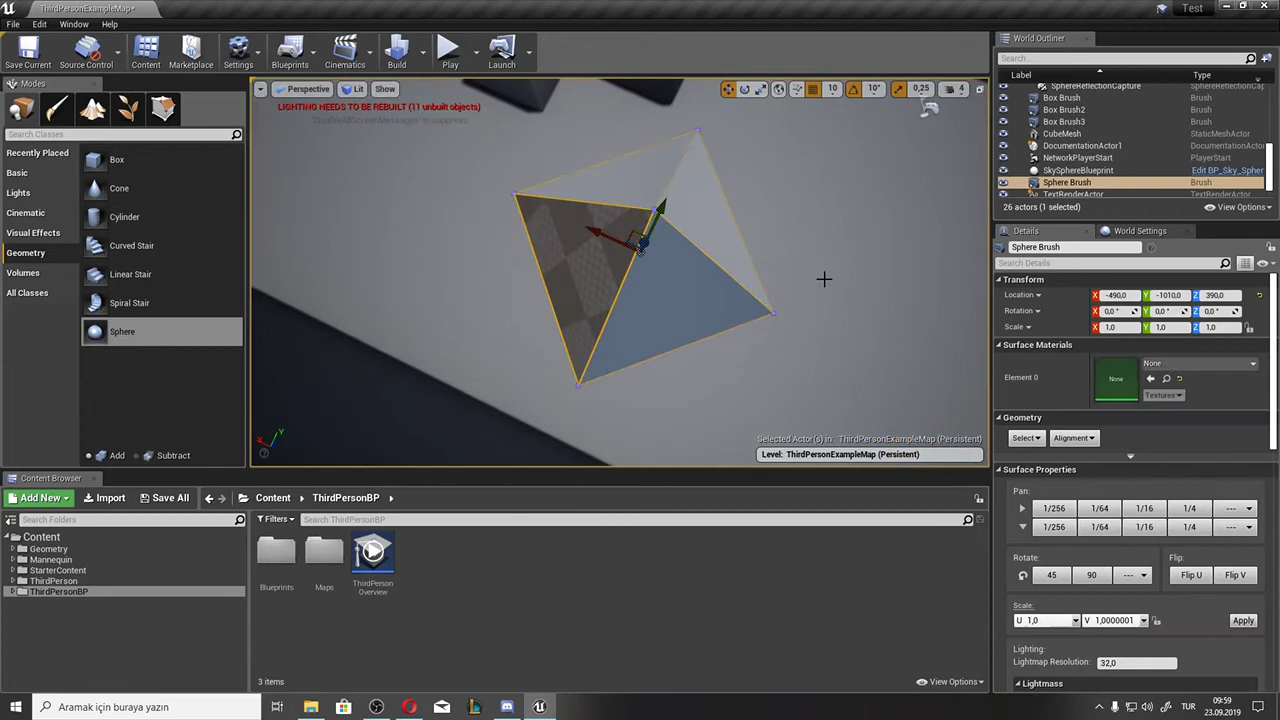 ThirdPersonExampleMap*
Test
File Edit Window Help
Save Current
Source Control
Content
Marketplace
Settings
Blueprints
Cinematics
Build
Play
Launch
Modes
Search Classes
Recently Placed
Basic
Lights
Cinematic
Visual Effects
Geometry
Volumes
All Classes
Box
Cone
Cylinder
Curved Stair
Linear Stair
Spiral Stair
Sphere
Add Subtract
Perspective Lit Show
10 10° 0,25 4
LIGHTING NEEDS TO BE REBUILT (11 unbuilt objects)
'DisableAllScreenMessages' to suppress
Selected Actor(s) in: ThirdPersonExampleMap (Persistent)
Level: ThirdPersonExampleMap (Persistent)
World Outliner
Search...
Label Type
SphereReflectionCapture SphereReflectionCap
Box Brush Brush
Box Brush2 Brush
Box Brush3 Brush
CubeMesh StaticMeshActor
DocumentationActor1 DocumentationActor
NetworkPlayerStart PlayerStart
SkySphereBlueprint Edit BP_Sky_Spher
Sphere Brush Brush
TextRenderActor TextRenderActor
26 actors (1 selected) View Options
Details World Settings
Sphere Brush
Search Details
Transform
Location X -490,0 Y -1010,0 Z 390,0
Rotation X 0,0° Y 0,0° Z 0,0°
Scale X 1,0 Y 1,0 Z 1,0
Surface Materials
Element 0 None None
Textures
Geometry
Select Alignment
Surface Properties
Pan:
1/256 1/64 1/16 1/4 ---
1/256 1/64 1/16 1/4 ---
Rotate: Flip:
45 90 --- Flip U Flip V
Scale:
U 1,0 V 1,0000001 Apply
Lighting:
Lightmap Resolution: 32,0
Lightmass
Content Browser
Add New Import Save All Content ThirdPersonBP
Search Folders
Filters Search ThirdPersonBP
Content
Geometry
Mannequin
StarterContent
ThirdPerson
ThirdPersonBP
Blueprints
Maps
ThirdPerson
Overview
3 items View Options
Aramak için buraya yazın
TUR
09:59
23.09.2019